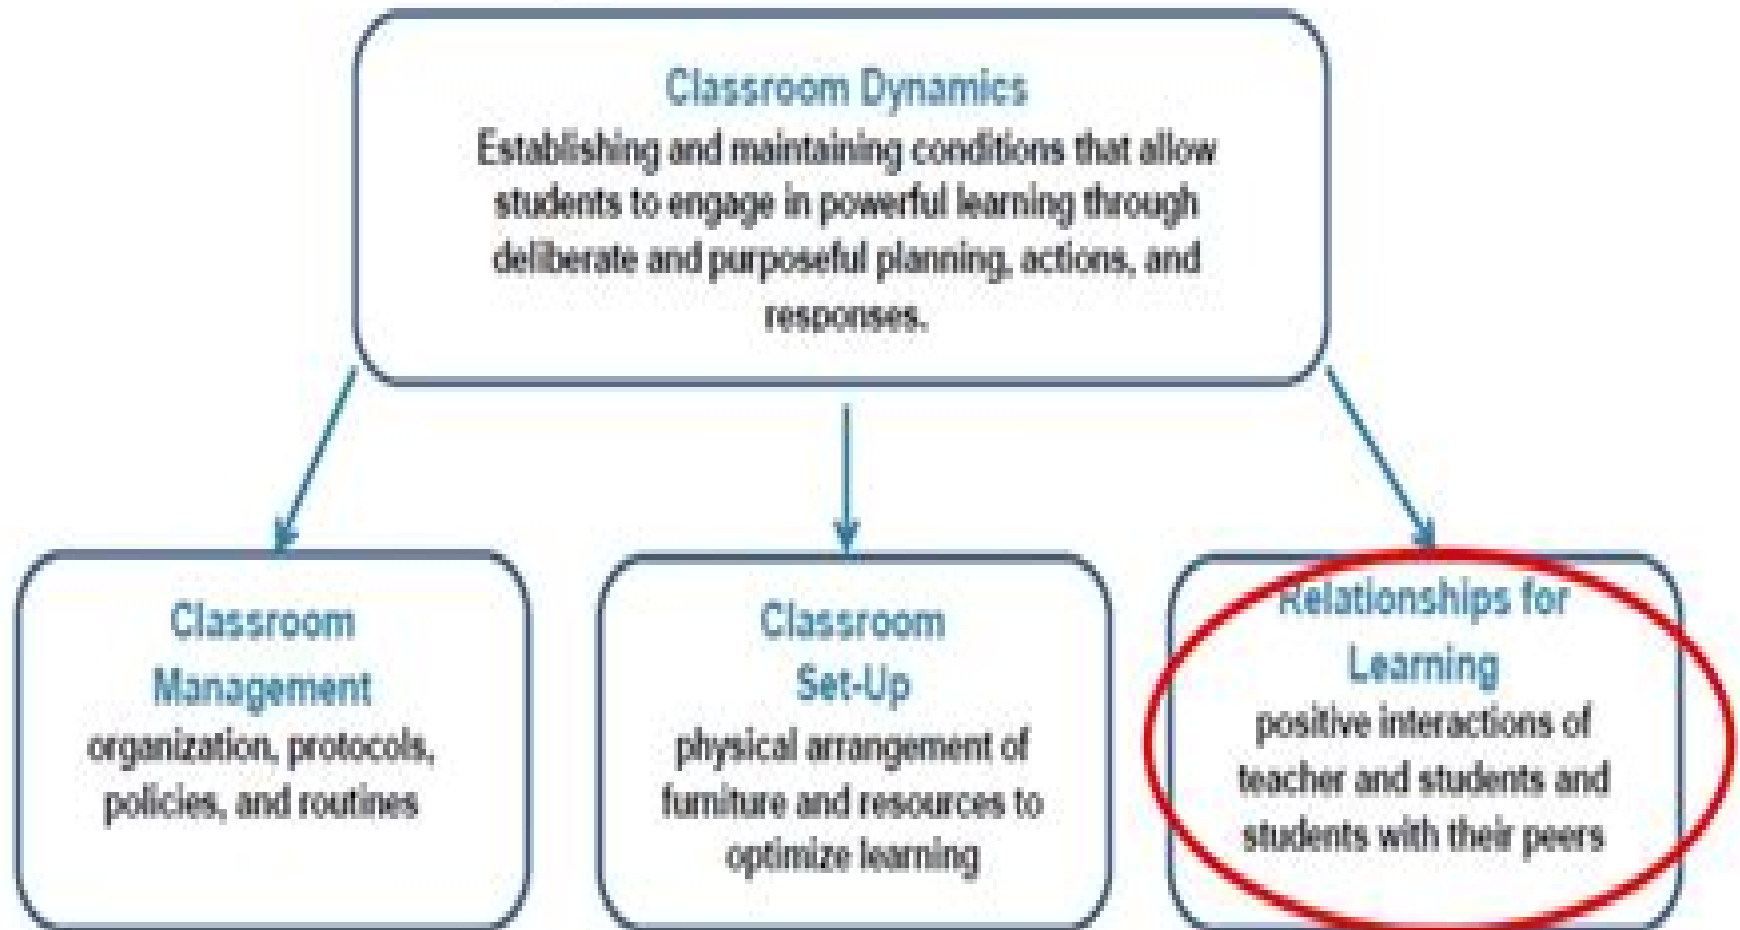 Classroom Dynamics
Establishing and maintaining conditions that allow
students to engage in powerful learning through
deliberate and purposeful planning, actions, and
responses.
Classroom
Management
organization, protocols,
policies, and routines
Classroom
Set-Up
physical arrangement of
furniture and resources to
optimize learning
Relationships for
Learning
positive interactions of
teacher and students and
students with their peers